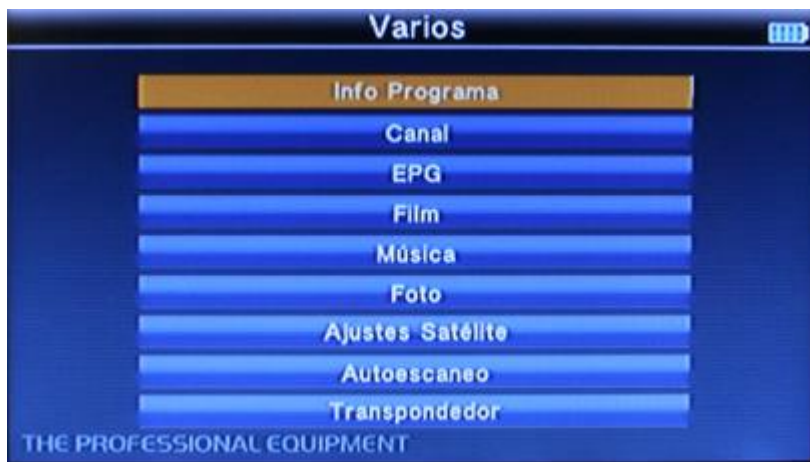 Varios
Info Programa
Canal
EPG
Film
Música
Foto
Ajustes Satélite
Autoescaneo
Transpondedor
THE PROFESSIONAL EQUIPMENT